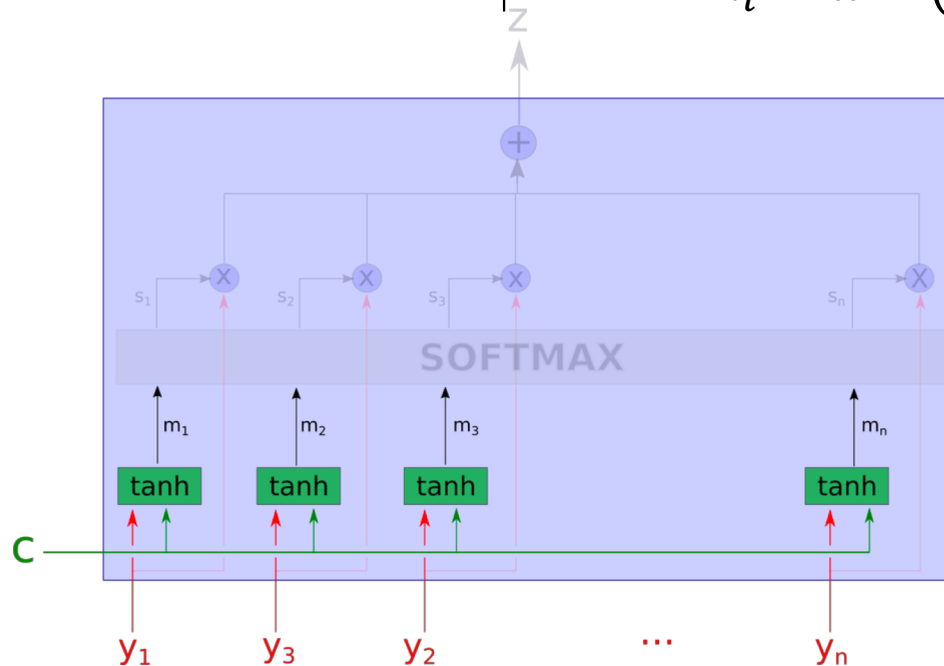 Z
+
X X X X
s₁ s₂ s₃ sₙ
SOFTMAX
m₁ m₂ m₃ mₙ
tanh tanh tanh tanh
C
y₁ y₃ y₂ ... yₙ